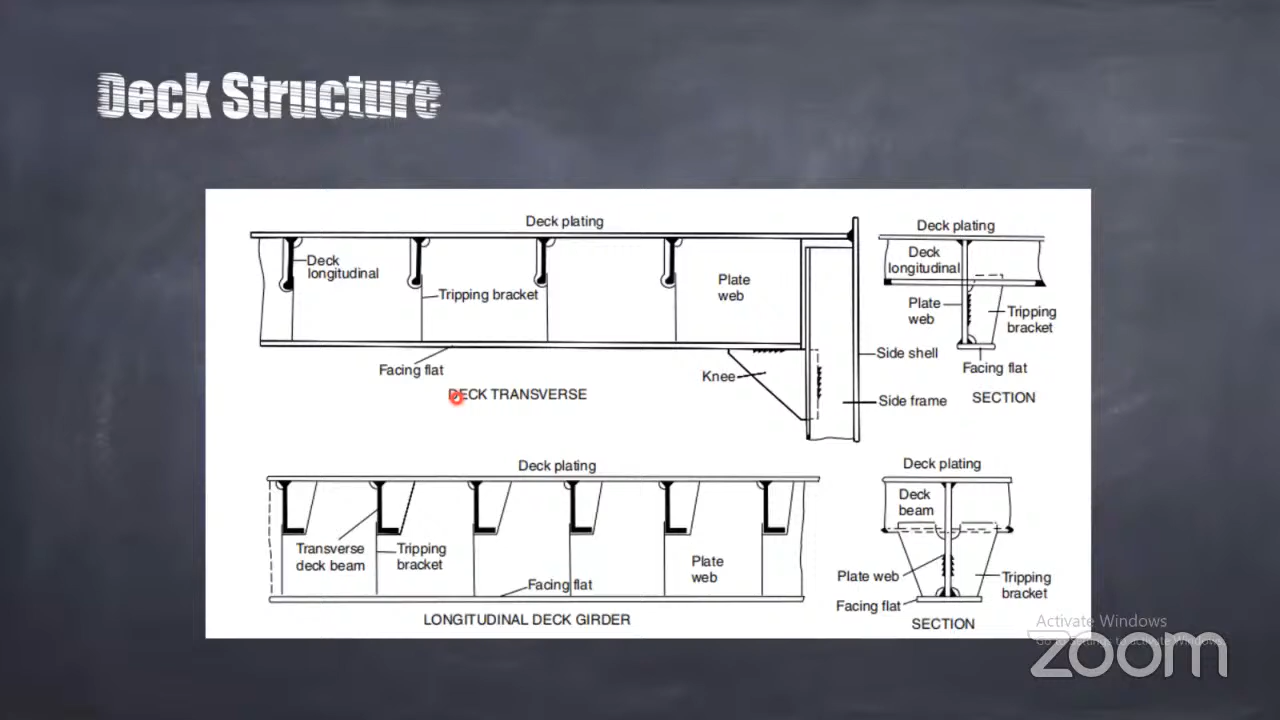 Deck Structure
Deck plating
Deck
longitudinal
Tripping bracket
Plate
web
Facing flat
Knee
Side shell
Side frame
DECK TRANSVERSE
Deck plating
Deck
longitudinal
Plate
web
Tripping
bracket
Facing flat
SECTION
Deck plating
Transverse
deck beam
Tripping
bracket
Plate
web
Facing flat
LONGITUDINAL DECK GIRDER
Deck plating
Deck
beam
Plate web
Facing flat
Tripping
bracket
SECTION
Activate Windows
zoom